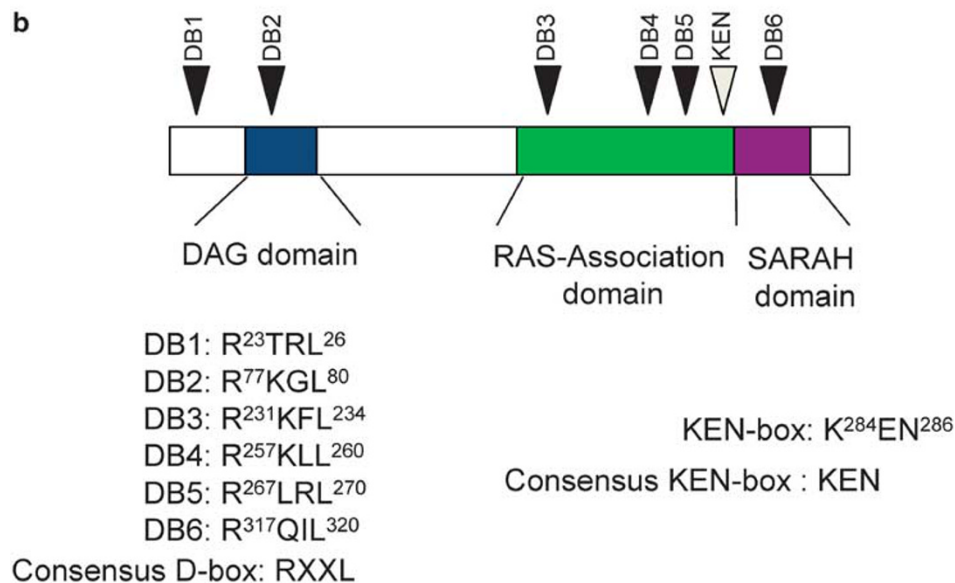 b
DB1 DB2 DB3 DB4 DB5 KEN DB6
DAG domain
RAS-Association domain
SARAH domain
DB1: R²³TRL²⁶
DB2: R⁷⁷KGL⁸⁰
DB3: R²³¹KFL²³⁴
DB4: R²⁵⁷KLL²⁶⁰
DB5: R²⁶⁷LRL²⁷⁰
DB6: R³¹⁷QIL³²⁰
Consensus D-box: RXXL
KEN-box: K²⁸⁴EN²⁸⁶
Consensus KEN-box : KEN